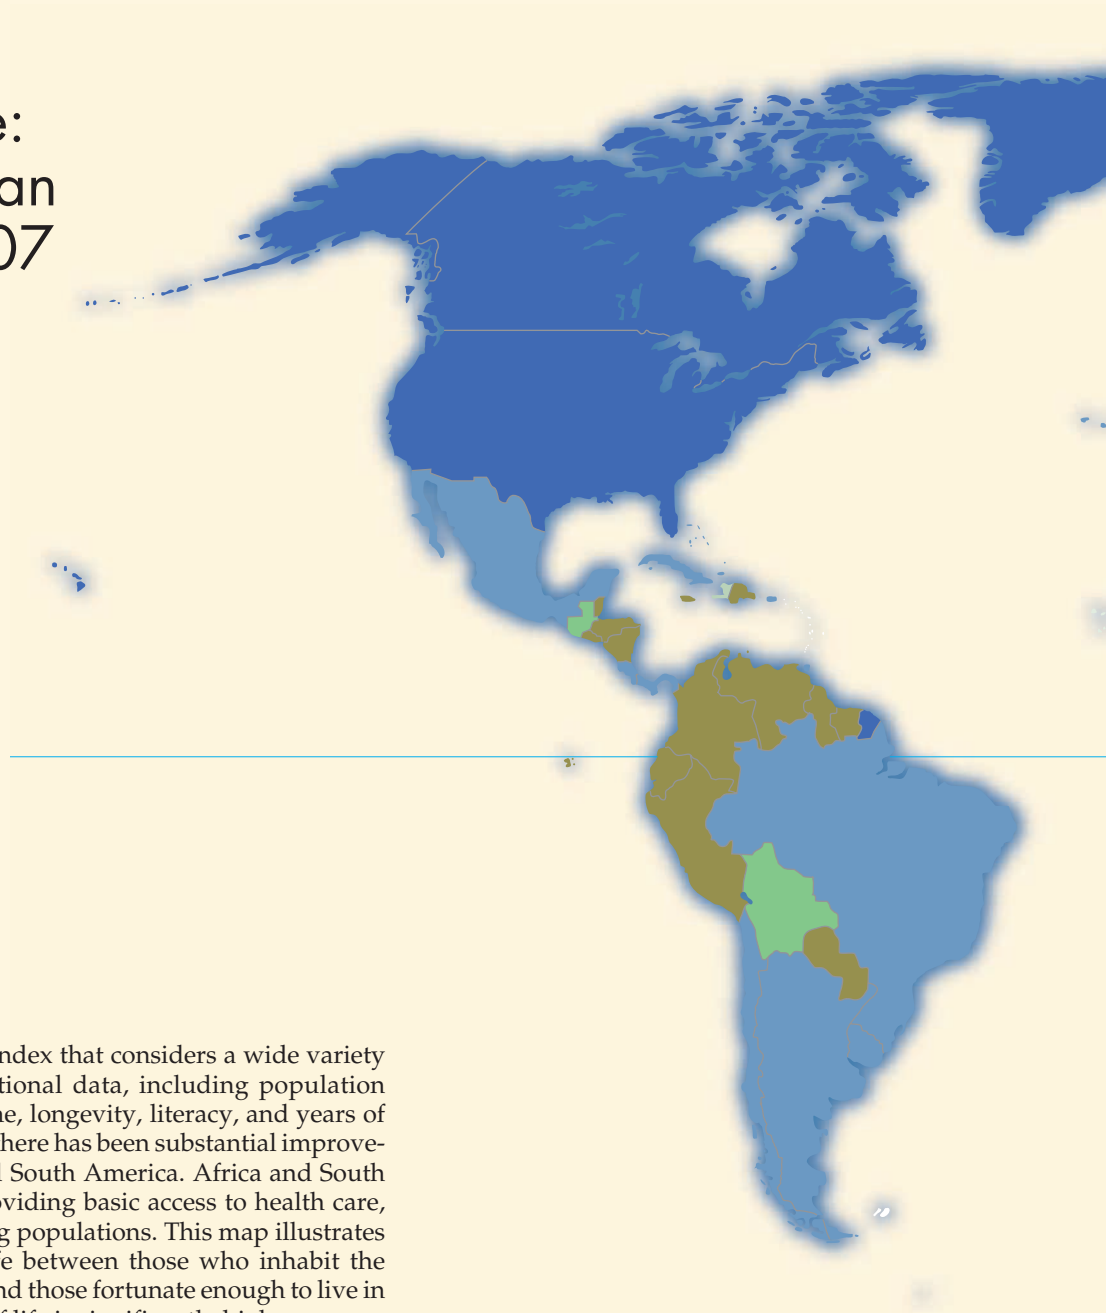 e:
an
07
ndex that considers a wide variety
tional data, including population
ne, longevity, literacy, and years of
here has been substantial improve-
l South America. Africa and South
oviding basic access to health care,
g populations. This map illustrates
fe between those who inhabit the
nd those fortunate enough to live in